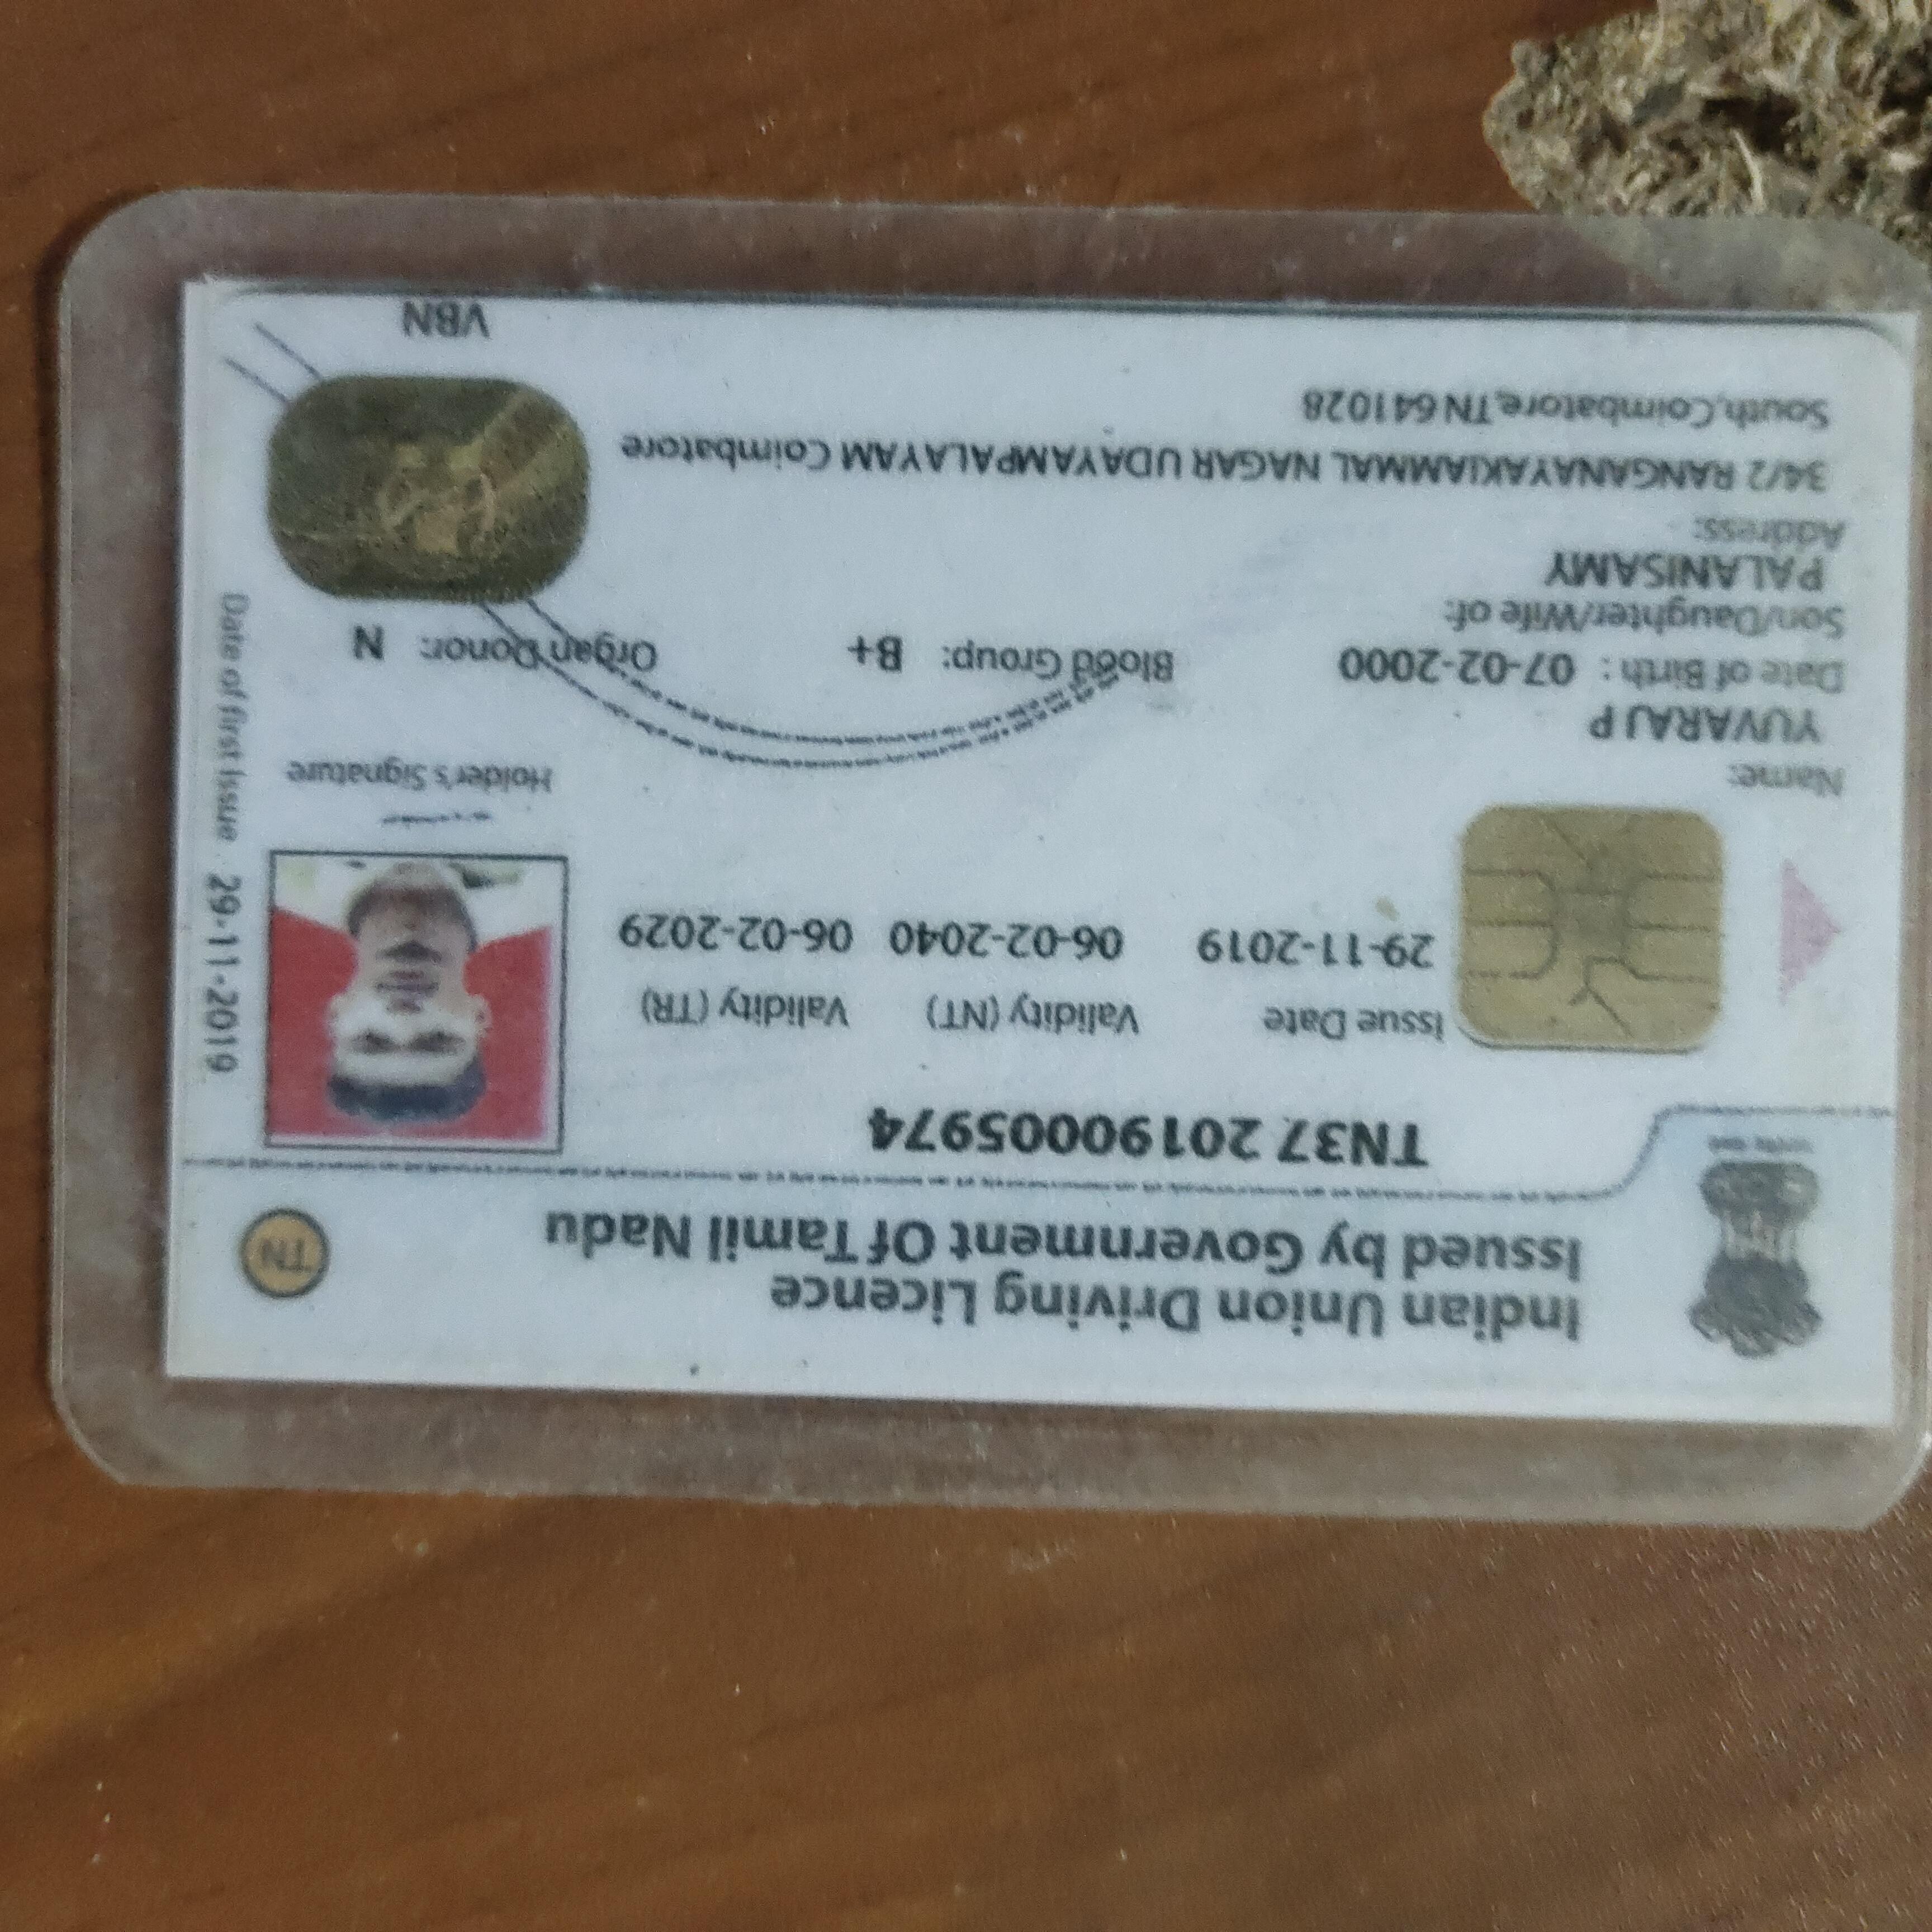 Indian Union Driving Licence
Issued by Government Of Tamil Nadu
TN
TN37 20190005974
Issue Date Validity (NT) Validity (TR)
29-11-2019 06-02-2040 06-02-2029
Name:
YUVARAJ P
Holder's Signature
Date of Birth : 07-02-2000 Blood Group: B+ Organ Donor: N
Son/Daughter/Wife of:
PALANISAMY
Address:
34/2 RANGANAYAKIAMMAL NAGAR UDAYAMPALAYAM Coimbatore
South,Coimbatore,TN 641028
VBN
Date of first Issue 29-11-2019